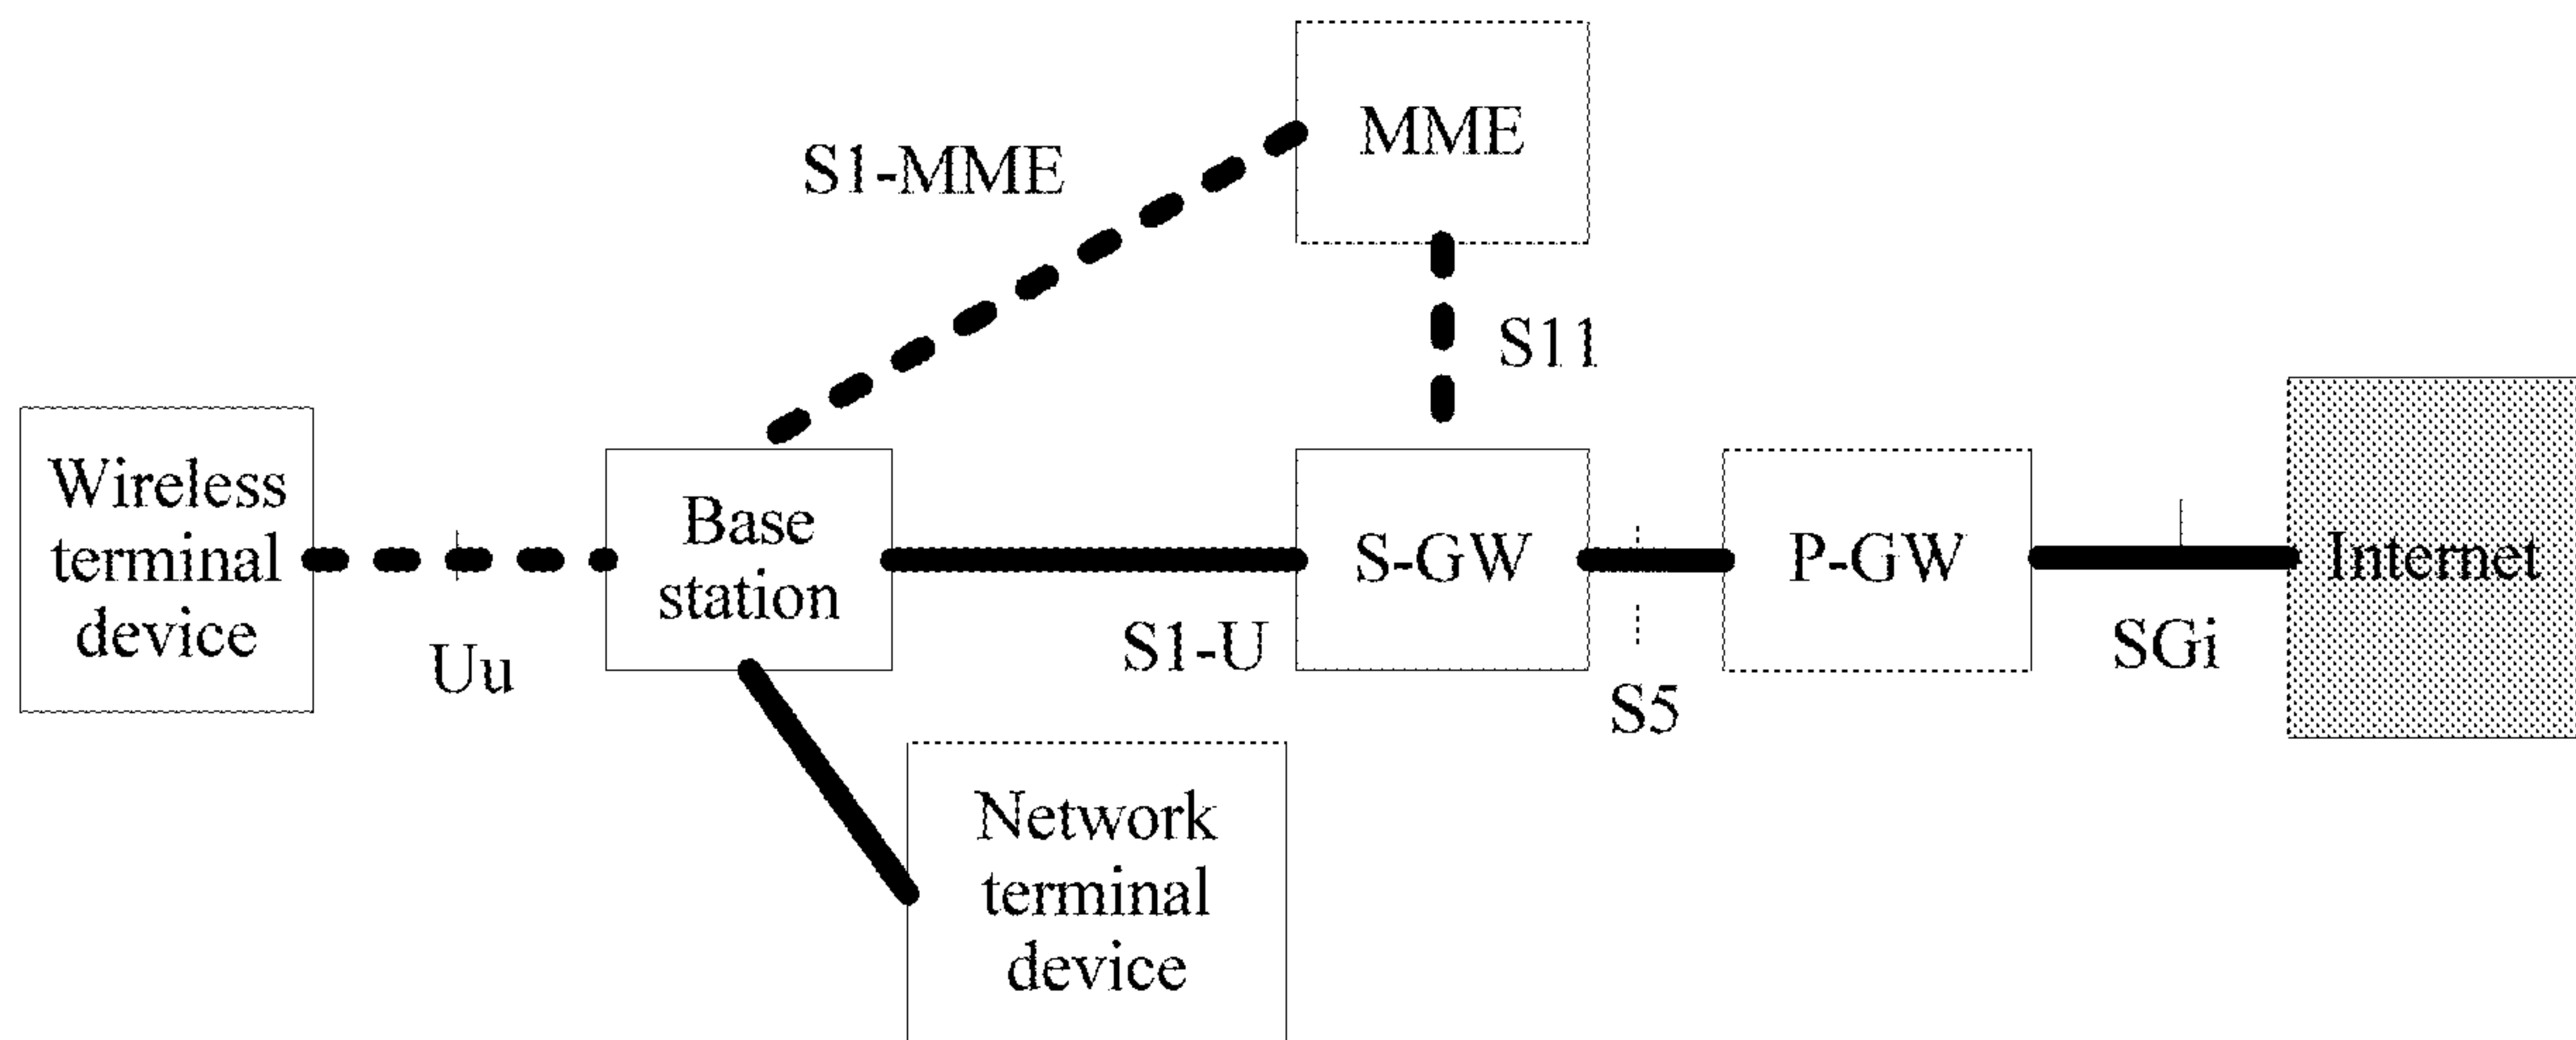 MME
S1-MME
S11
Wireless
terminal
device
Uu
Base
station
S1-U
S-GW
S5
P-GW
SGi
Internet
Network
terminal
device